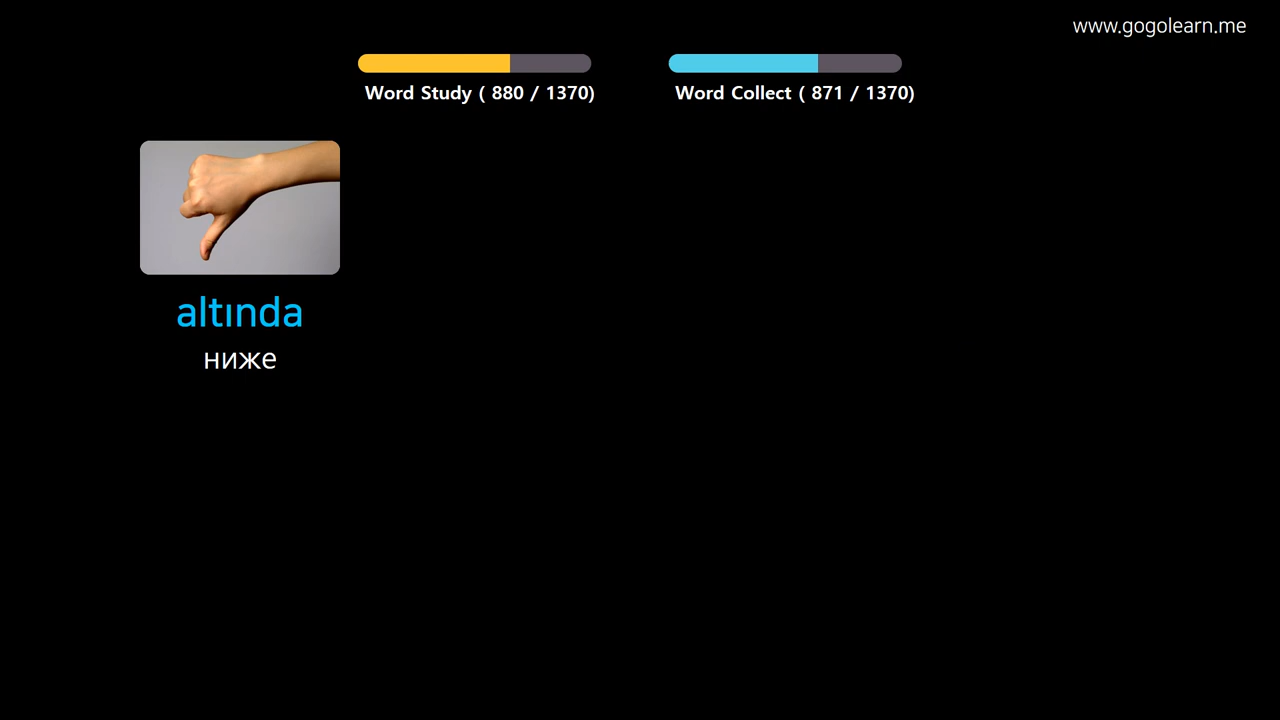 www.gogolearn.me
Word Study ( 880 / 1370)
Word Collect ( 871 / 1370)
altında
ниже